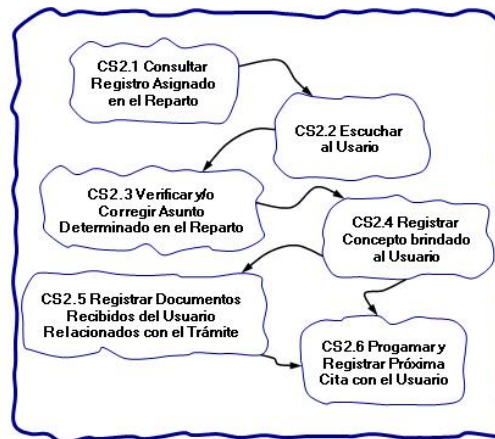 CS2.1 Consultar
Registro Asignado
en el Reparto
CS2.2 Escuchar
al Usario
CS2.3 Verificar y/o
Corregir Asunto
Determinado en el Reparto
CS2.4 Registrar
Concepto brindado
al Usuario
CS2.5 Registrar Documentos
Recibidos del Usuario
Relacionados con el Trámite
CS2.6 Progamar y
Registrar Próxima
Cita con el Usuario